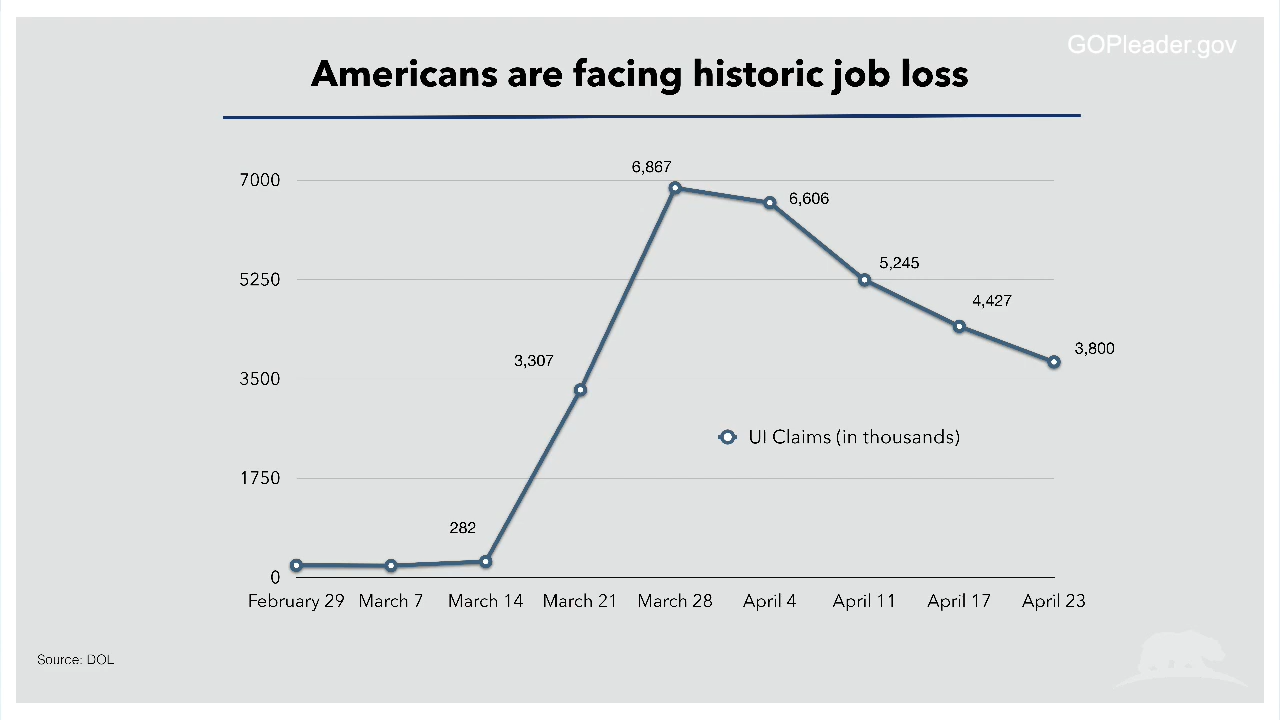 GOPleader.gov
Americans are facing historic job loss
6,867
7000
6,606
5,245
5250
4,427
3,800
3,307
3500
UI Claims (in thousands)
1750
282
0
February 29 March 7 March 14 March 21 March 28 April 4 April 11 April 17 April 23
Source: DOL